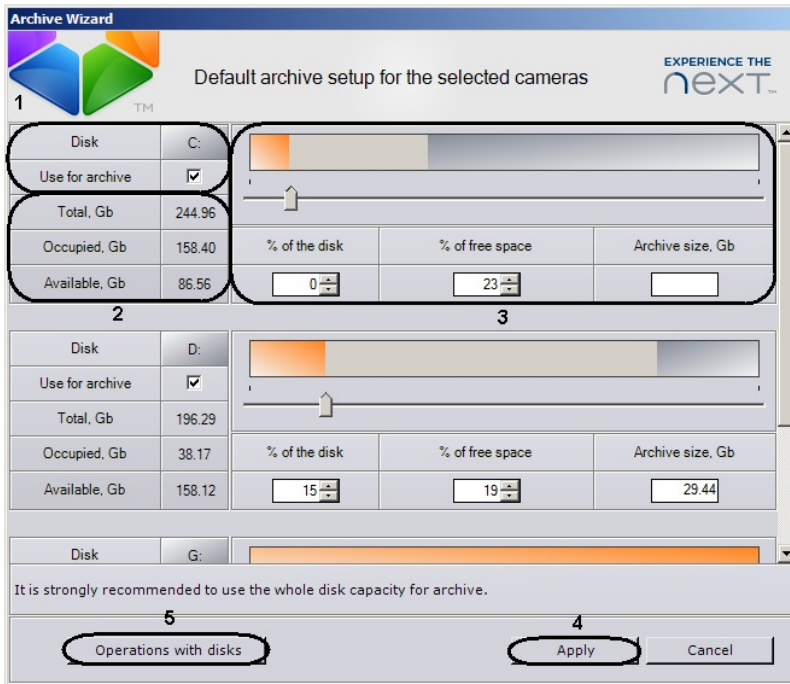 Archive Wizard
Default archive setup for the selected cameras
EXPERIENCE THE
next™
1
TM
Disk C:
Use for archive
Total, Gb 244.96
Occupied, Gb 158.40
Available, Gb 86.56
2
% of the disk % of free space Archive size, Gb
0 23
3
Disk D:
Use for archive
Total, Gb 196.29
Occupied, Gb 38.17
Available, Gb 158.12
% of the disk % of free space Archive size, Gb
15 19 29.44
Disk G:
It is strongly recommended to use the whole disk capacity for archive.
5 4
Operations with disks Apply Cancel